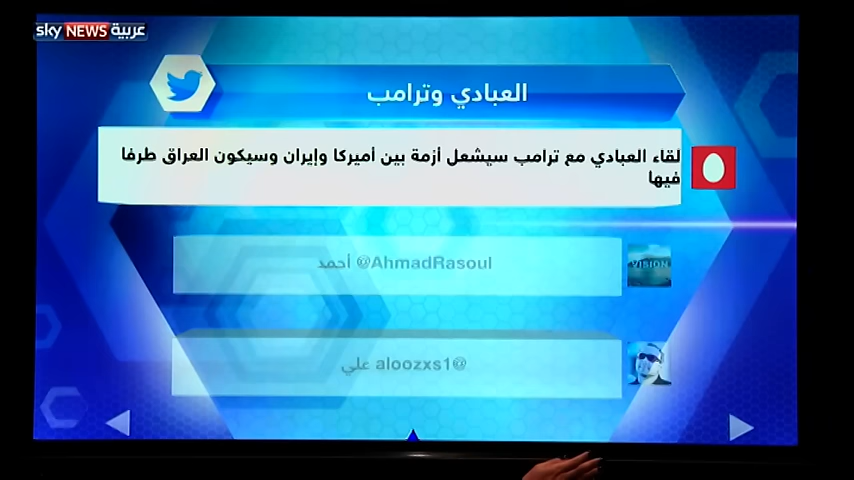 sky NEWS عربية
العبادي وترامب
لقاء العبادي مع ترامب سيشعل أزمة بين أميركا وإيران وسيكون العراق طرفا
فيها
VISION
@AhmadRasoul أحمد
@aloozxs1 علي